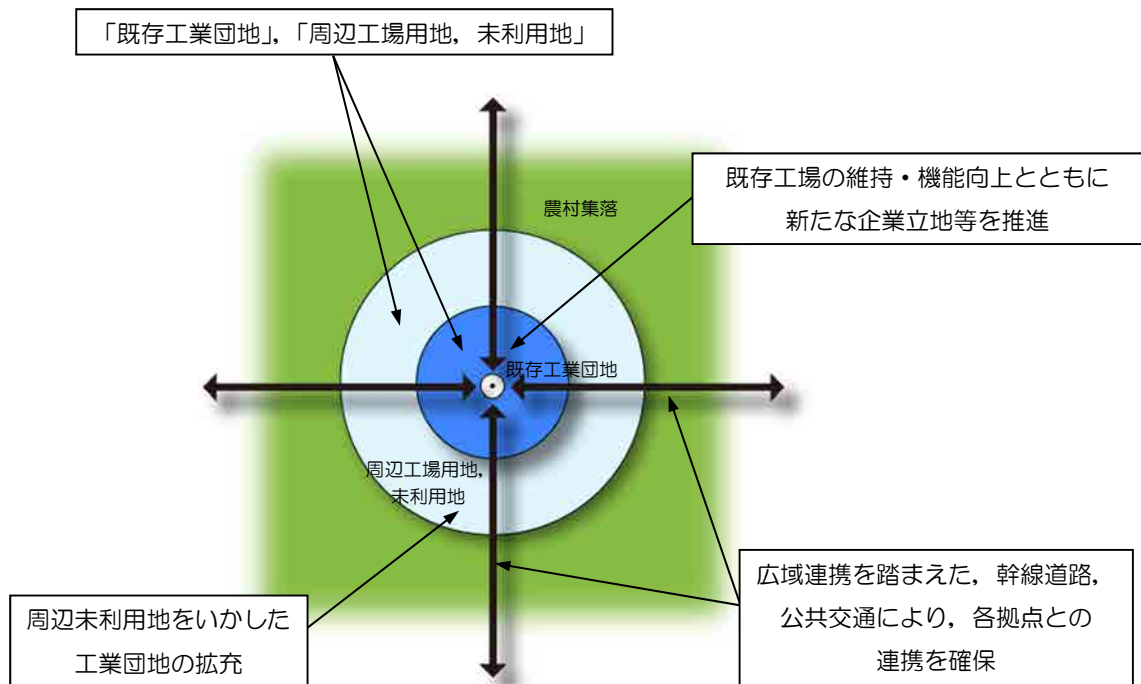 「既存工業団地」，「周辺工場用地，未利用地」
既存工場の維持・機能向上とともに
新たな企業立地等を推進
農村集落
既存工業団地
周辺工場用地，
未利用地
広域連携を踏まえた，幹線道路，
公共交通により，各拠点との
連携を確保
周辺未利用地をいかした
工業団地の拡充